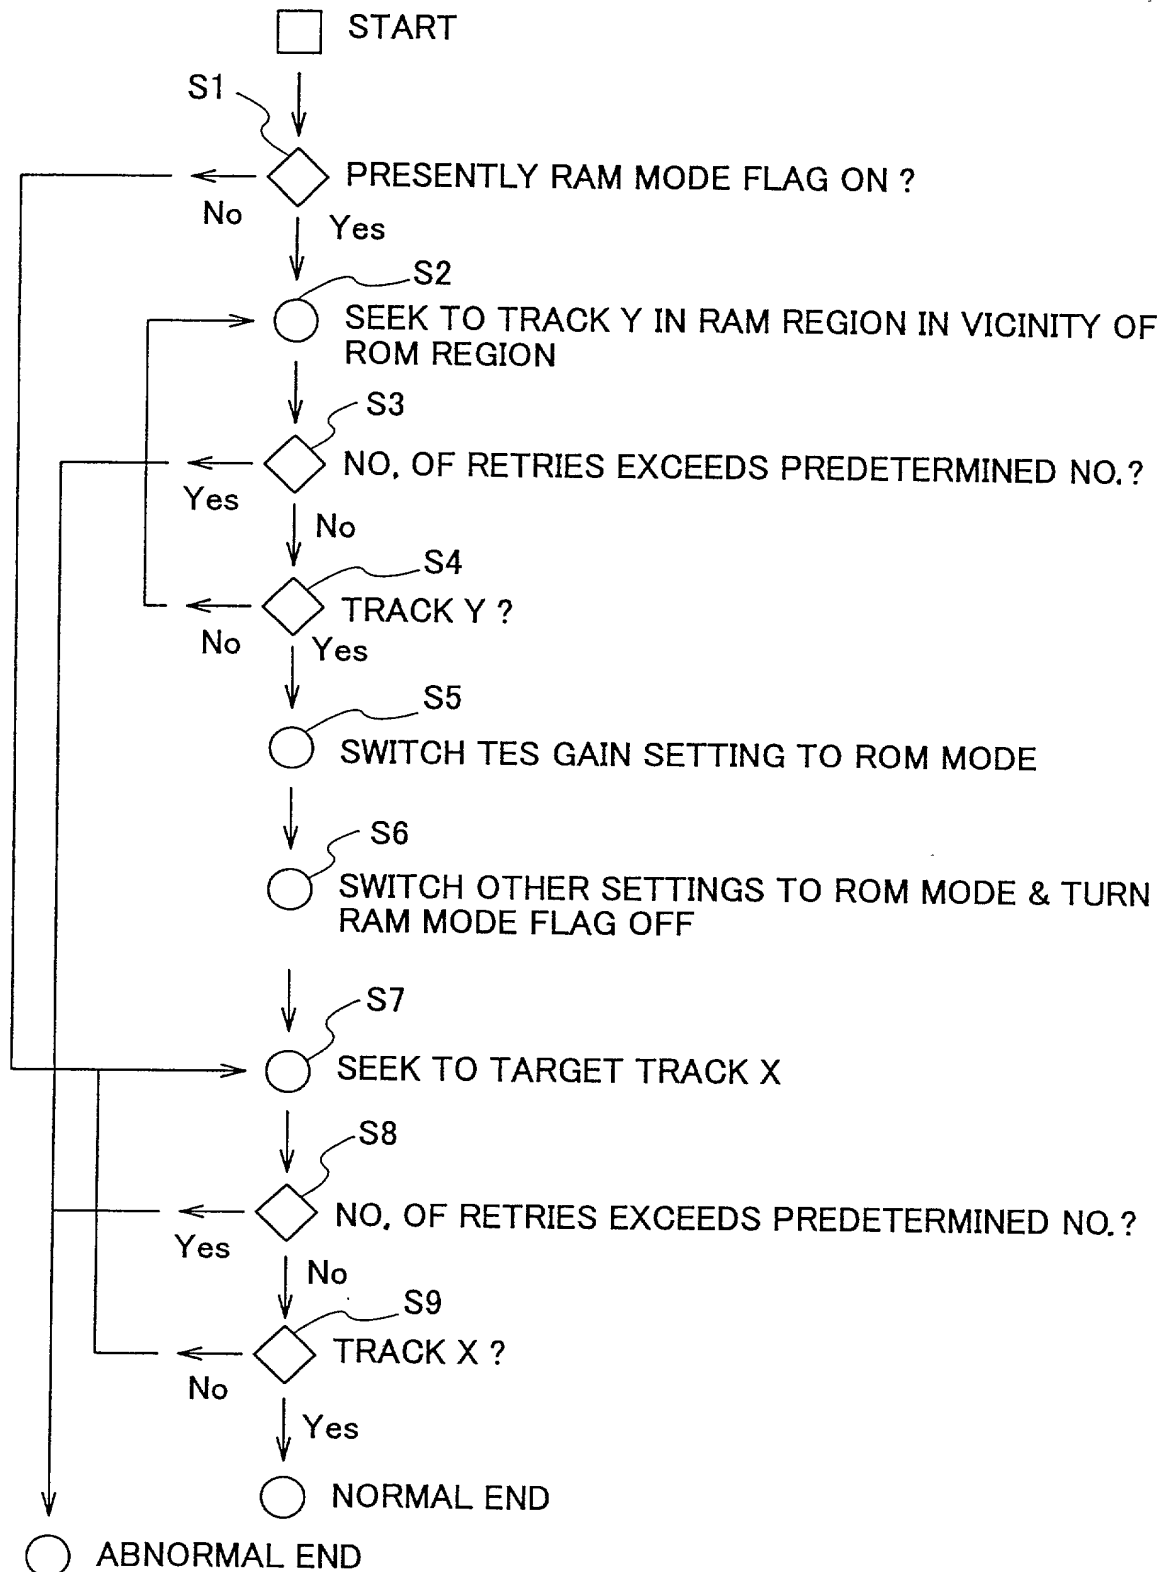 START
S1
PRESENTLY RAM MODE FLAG ON ?
No
Yes
S2
SEEK TO TRACK Y IN RAM REGION IN VICINITY OF
ROM REGION
S3
NO. OF RETRIES EXCEEDS PREDETERMINED NO. ?
Yes
No
S4
TRACK Y ?
No
Yes
S5
SWITCH TES GAIN SETTING TO ROM MODE
S6
SWITCH OTHER SETTINGS TO ROM MODE & TURN
RAM MODE FLAG OFF
S7
SEEK TO TARGET TRACK X
S8
NO. OF RETRIES EXCEEDS PREDETERMINED NO. ?
Yes
No
S9
TRACK X ?
No
Yes
NORMAL END
ABNORMAL END